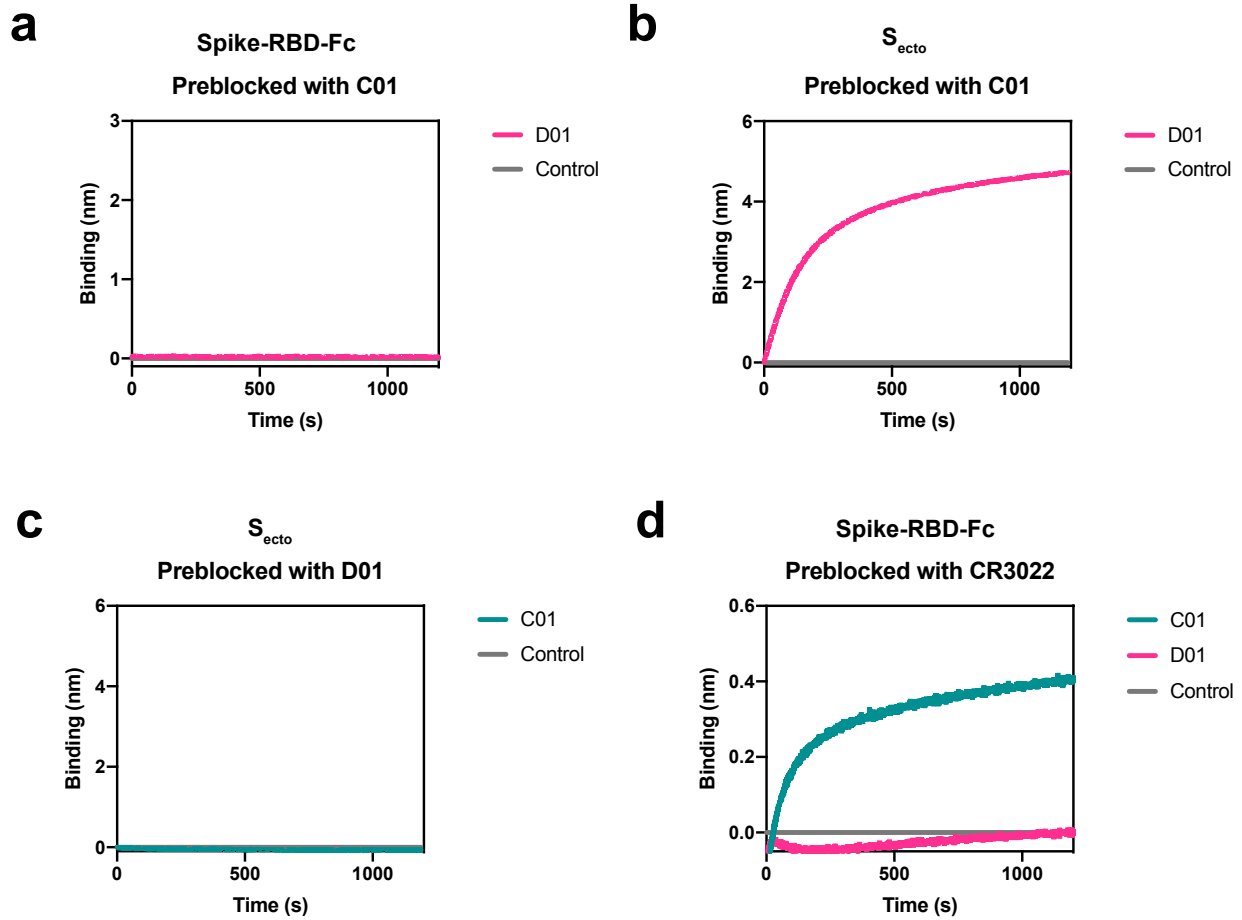 a
Spike-RBD-Fc
Preblocked with C01
3
2
1
0
Binding (nm)
0
500
1000
Time (s)
D01
Control
b
Secto
Preblocked with C01
6
4
2
0
Binding (nm)
0
500
1000
Time (s)
D01
Control
c
Secto
Preblocked with D01
6
4
2
0
Binding (nm)
0
500
1000
Time (s)
C01
Control
d
Spike-RBD-Fc
Preblocked with CR3022
0.6
0.4
0.2
0.0
Binding (nm)
0
500
1000
Time (s)
C01
D01
Control